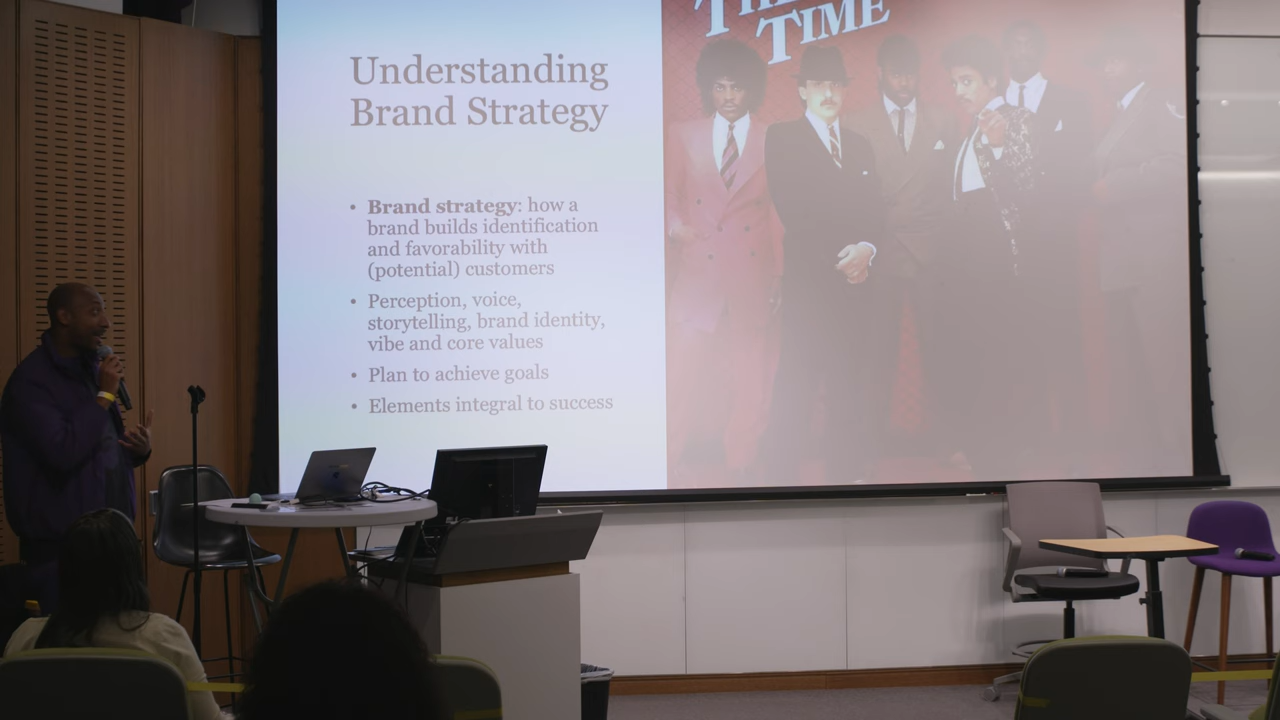 Understanding
Brand Strategy
• Brand strategy: how a
brand builds identification
and favorability with
(potential) customers
• Perception, voice,
storytelling, brand identity,
vibe and core values
• Plan to achieve goals
• Elements integral to success
THE
TIME